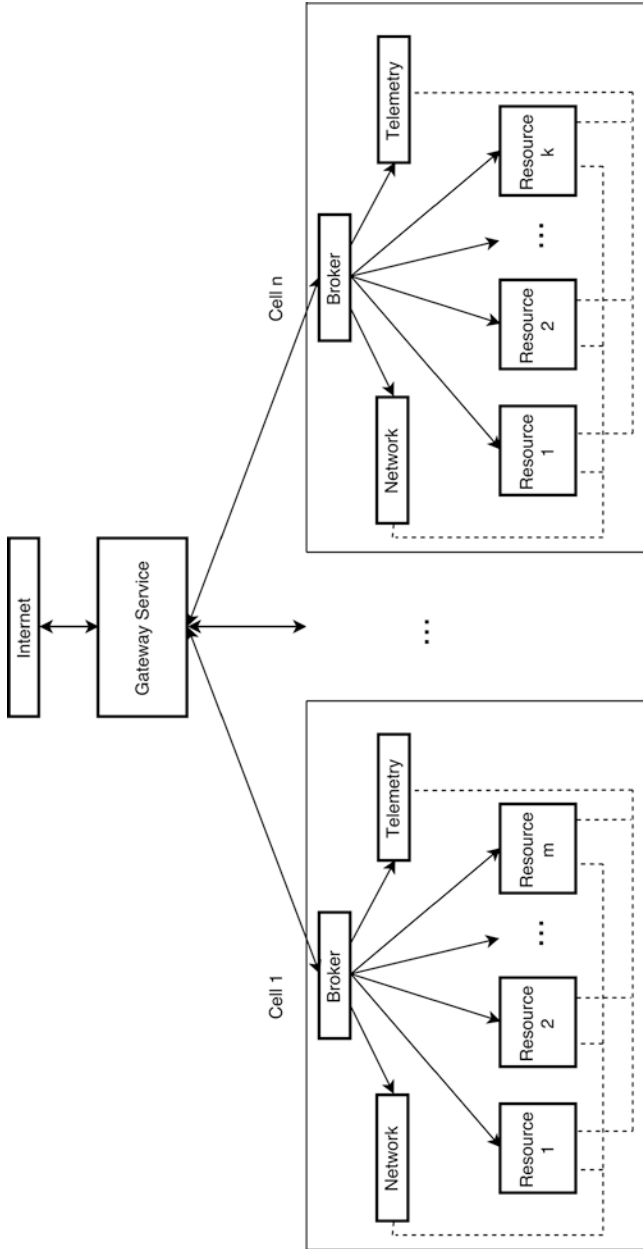 Internet
Gateway Service
Cell 1
Cell n
Broker
Broker
Network
Telemetry
Network
Telemetry
...
Resource
1
Resource
2
...
Resource
m
Resource
1
Resource
2
...
Resource
k